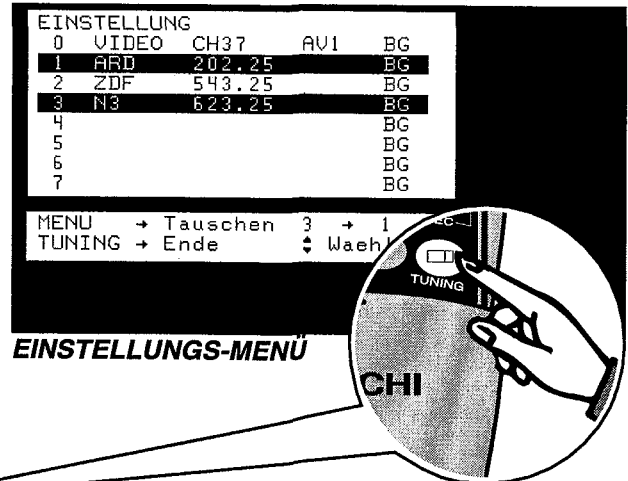 EINSTELLUNG
0 VIDEO CH37 AV1 BG
1 ARD 202.25 BG
2 ZDF 543.25 BG
3 N3 623.25 BG
4 BG
5 BG
6 BG
7 BG
MENU → Tauschen 3 → 1
TUNING → Ende ▲▼ Waehl
TUNING
EINSTELLUNGS-MENÜ
CHI